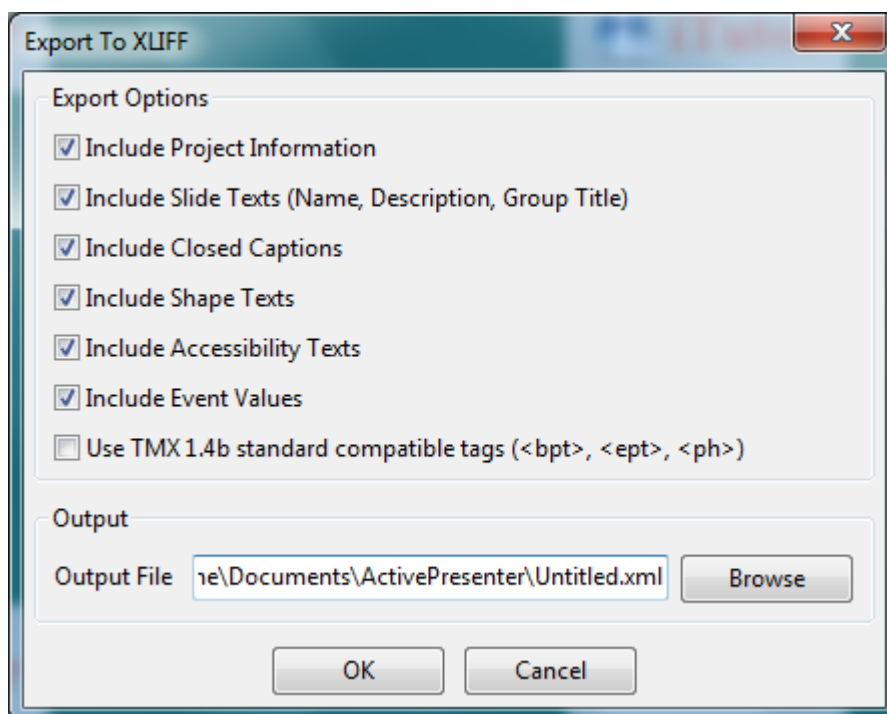 Export To XLIFF
Export Options
Include Project Information
Include Slide Texts (Name, Description, Group Title)
Include Closed Captions
Include Shape Texts
Include Accessibility Texts
Include Event Values
Use TMX 1.4b standard compatible tags (<bpt>, <ept>, <ph>)
Output
Output File ne\Documents\ActivePresenter\Untitled.xml Browse
OK Cancel